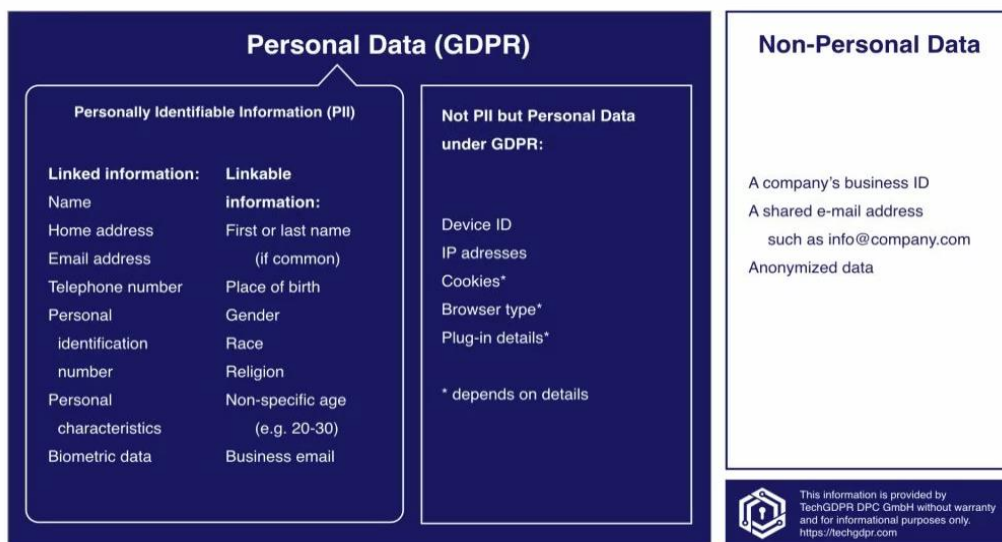 Personal Data (GDPR)
Personally Identifiable Information (PII)
Linked information:
Name
Home address
Email address
Telephone number
Personal
identification
number
Personal
characteristics
Biometric data
Linkable
information:
First or last name
(if common)
Place of birth
Gender
Race
Religion
Non-specific age
(e.g. 20-30)
Business email
Not PII but Personal Data
under GDPR:
Device ID
IP adresses
Cookies*
Browser type*
Plug-in details*
* depends on details
Non-Personal Data
A company’s business ID
A shared e-mail address
such as info@company.com
Anonymized data
This information is provided by
TechGDPR DPC GmbH without warranty
and for informational purposes only.
https://techgdpr.com